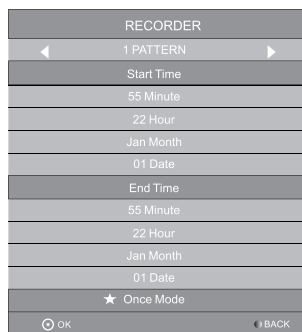 RECORDER
1 PATTERN
Start Time
55 Minute
22 Hour
Jan Month
01 Date
End Time
55 Minute
22 Hour
Jan Month
01 Date
Once Mode
OK BACK